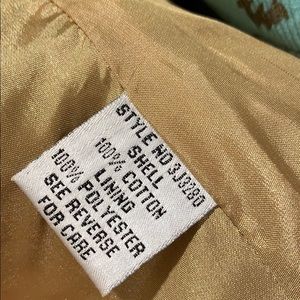 STYLE NO 3J3280
SHELL
100% COTTON
LINING
100% POLYESTER
SEE REVERSE
FOR CARE